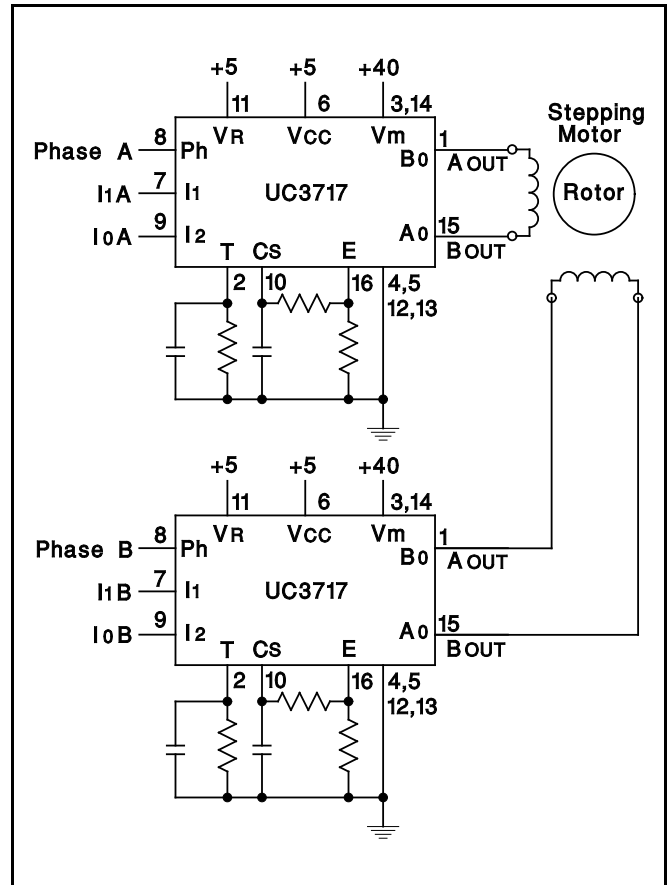 +5 +5 +40
11 6 3,14
Stepping
Motor
VR VCC Vm
Phase A 8 Ph B0 1 AOUT
Rotor
I1A 7 I1 UC3717
I0A 9 I2 A0 15 BOUT
T CS E
2 10 16 4,5
12,13
+5 +5 +40
11 6 3,14
VR VCC Vm
Phase B 8 Ph B0 1 AOUT
I1B 7 I1 UC3717
I0B 9 I2 A0 15 BOUT
T CS E
2 10 16 4,5
12,13